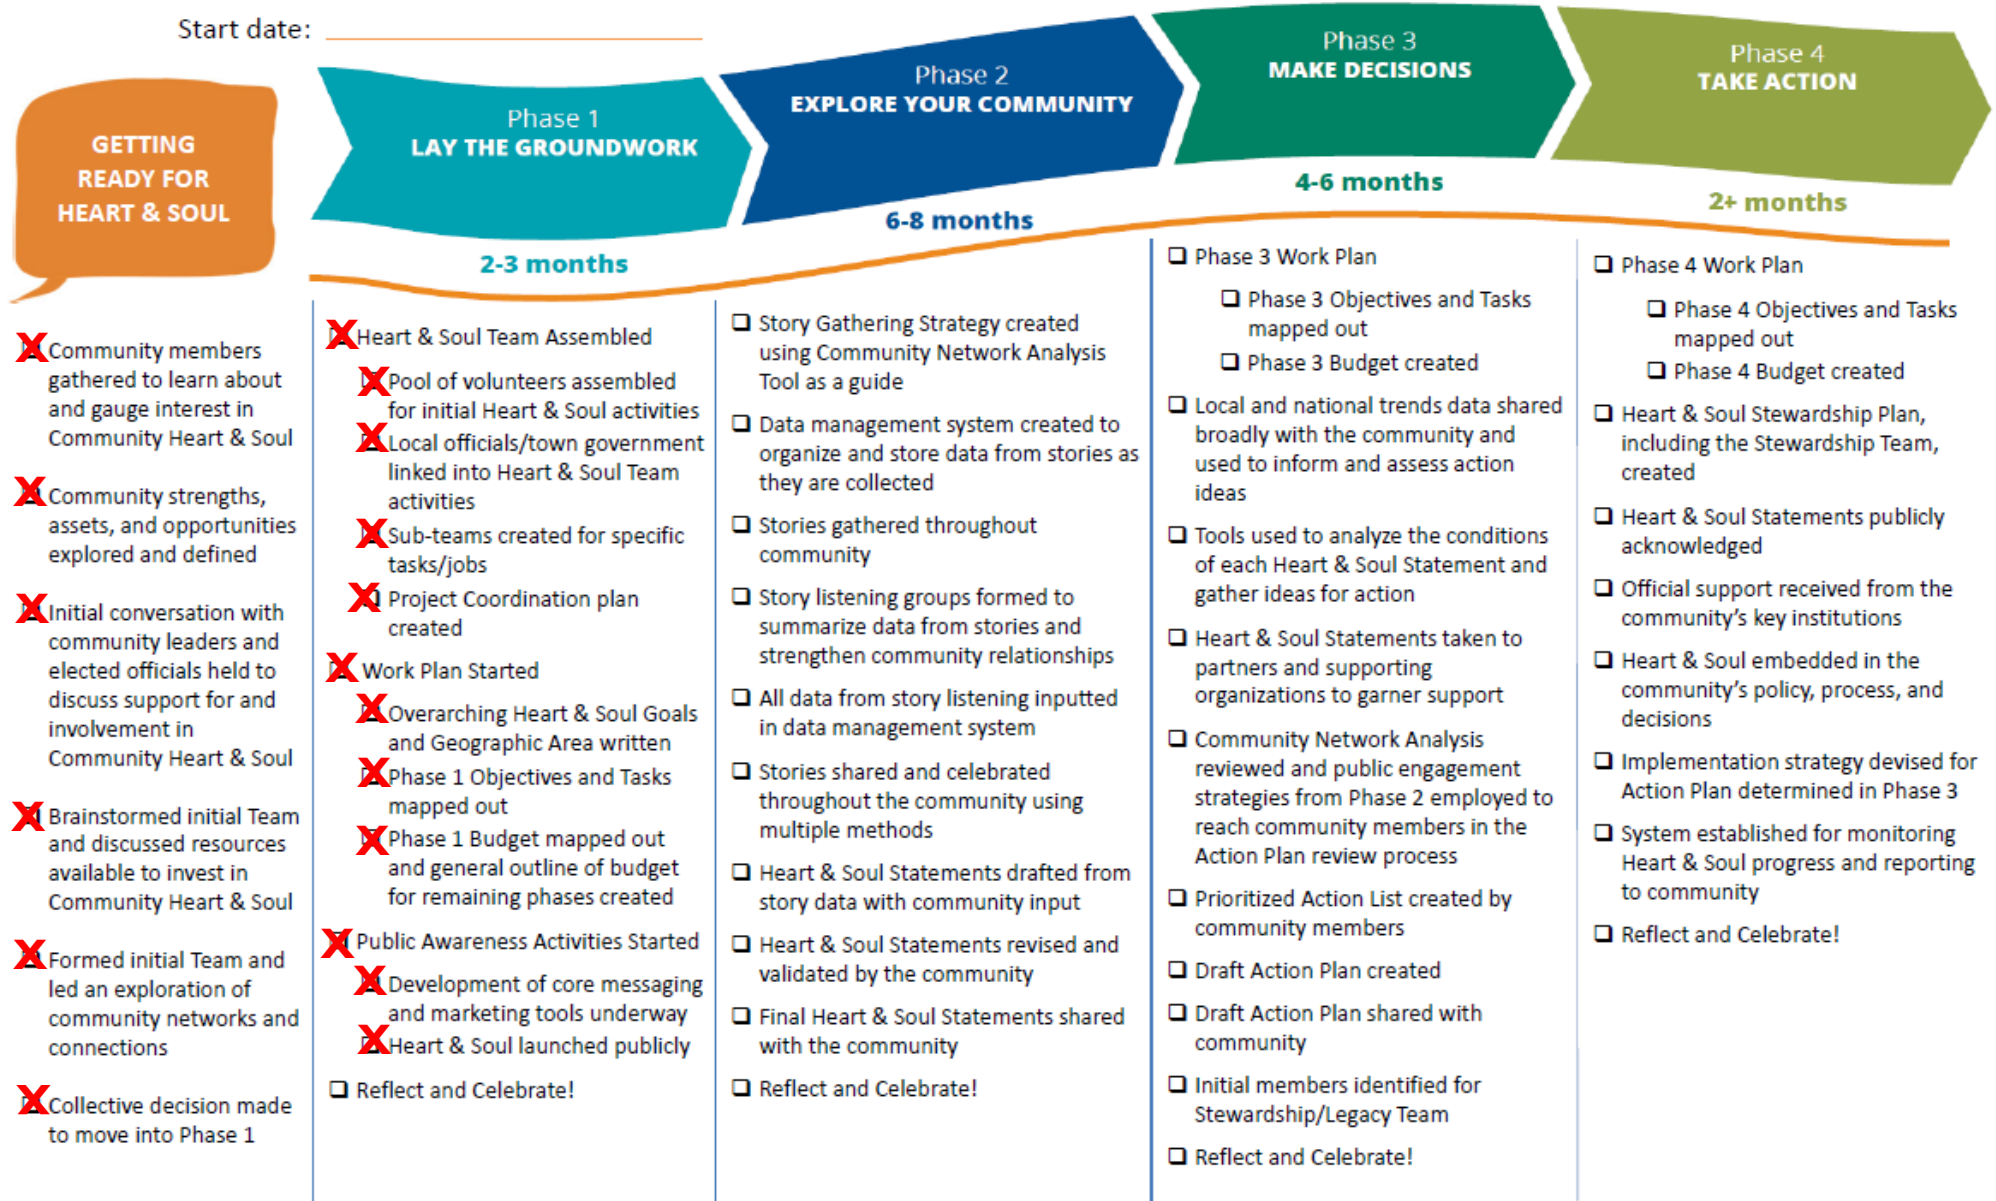 Start date:
GETTING
READY FOR
HEART & SOUL
Community members
gathered to learn about
and gauge interest in
Community Heart & Soul
Community strengths,
assets, and opportunities
explored and defined
Initial conversation with
community leaders and
elected officials held to
discuss support for and
involvement in
Community Heart & Soul
Brainstormed initial Team
and discussed resources
available to invest in
Community Heart & Soul
Formed initial Team and
led an exploration of
community networks and
connections
Collective decision made
to move into Phase 1
Phase 1
LAY THE GROUNDWORK
2-3 months
Heart & Soul Team Assembled
Pool of volunteers assembled
for initial Heart & Soul activities
Local officials/town government
linked into Heart & Soul Team
activities
Sub-teams created for specific
tasks/jobs
Project Coordination plan
created
Work Plan Started
Overarching Heart & Soul Goals
and Geographic Area written
Phase 1 Objectives and Tasks
mapped out
Phase 1 Budget mapped out
and general outline of budget
for remaining phases created
Public Awareness Activities Started
Development of core messaging
and marketing tools underway
Heart & Soul launched publicly
Reflect and Celebrate!
Phase 2
EXPLORE YOUR COMMUNITY
6-8 months
Story Gathering Strategy created
using Community Network Analysis
Tool as a guide
Data management system created to
organize and store data from stories as
they are collected
Stories gathered throughout
community
Story listening groups formed to
summarize data from stories and
strengthen community relationships
All data from story listening inputted
in data management system
Stories shared and celebrated
throughout the community using
multiple methods
Heart & Soul Statements drafted from
story data with community input
Heart & Soul Statements revised and
validated by the community
Final Heart & Soul Statements shared
with the community
Reflect and Celebrate!
Phase 3
MAKE DECISIONS
4-6 months
Phase 3 Work Plan
Phase 3 Objectives and Tasks
mapped out
Phase 3 Budget created
Local and national trends data shared
broadly with the community and
used to inform and assess action
ideas
Tools used to analyze the conditions
of each Heart & Soul Statement and
gather ideas for action
Heart & Soul Statements taken to
partners and supporting
organizations to garner support
Community Network Analysis
reviewed and public engagement
strategies from Phase 2 employed to
reach community members in the
Action Plan review process
Prioritized Action List created by
community members
Draft Action Plan created
Draft Action Plan shared with
community
Initial members identified for
Stewardship/Legacy Team
Reflect and Celebrate!
Phase 4
TAKE ACTION
2+ months
Phase 4 Work Plan
Phase 4 Objectives and Tasks
mapped out
Phase 4 Budget created
Heart & Soul Stewardship Plan,
including the Stewardship Team,
created
Heart & Soul Statements publicly
acknowledged
Official support received from the
community's key institutions
Heart & Soul embedded in the
community's policy, process, and
decisions
Implementation strategy devised for
Action Plan determined in Phase 3
System established for monitoring
Heart & Soul progress and reporting
to community
Reflect and Celebrate!